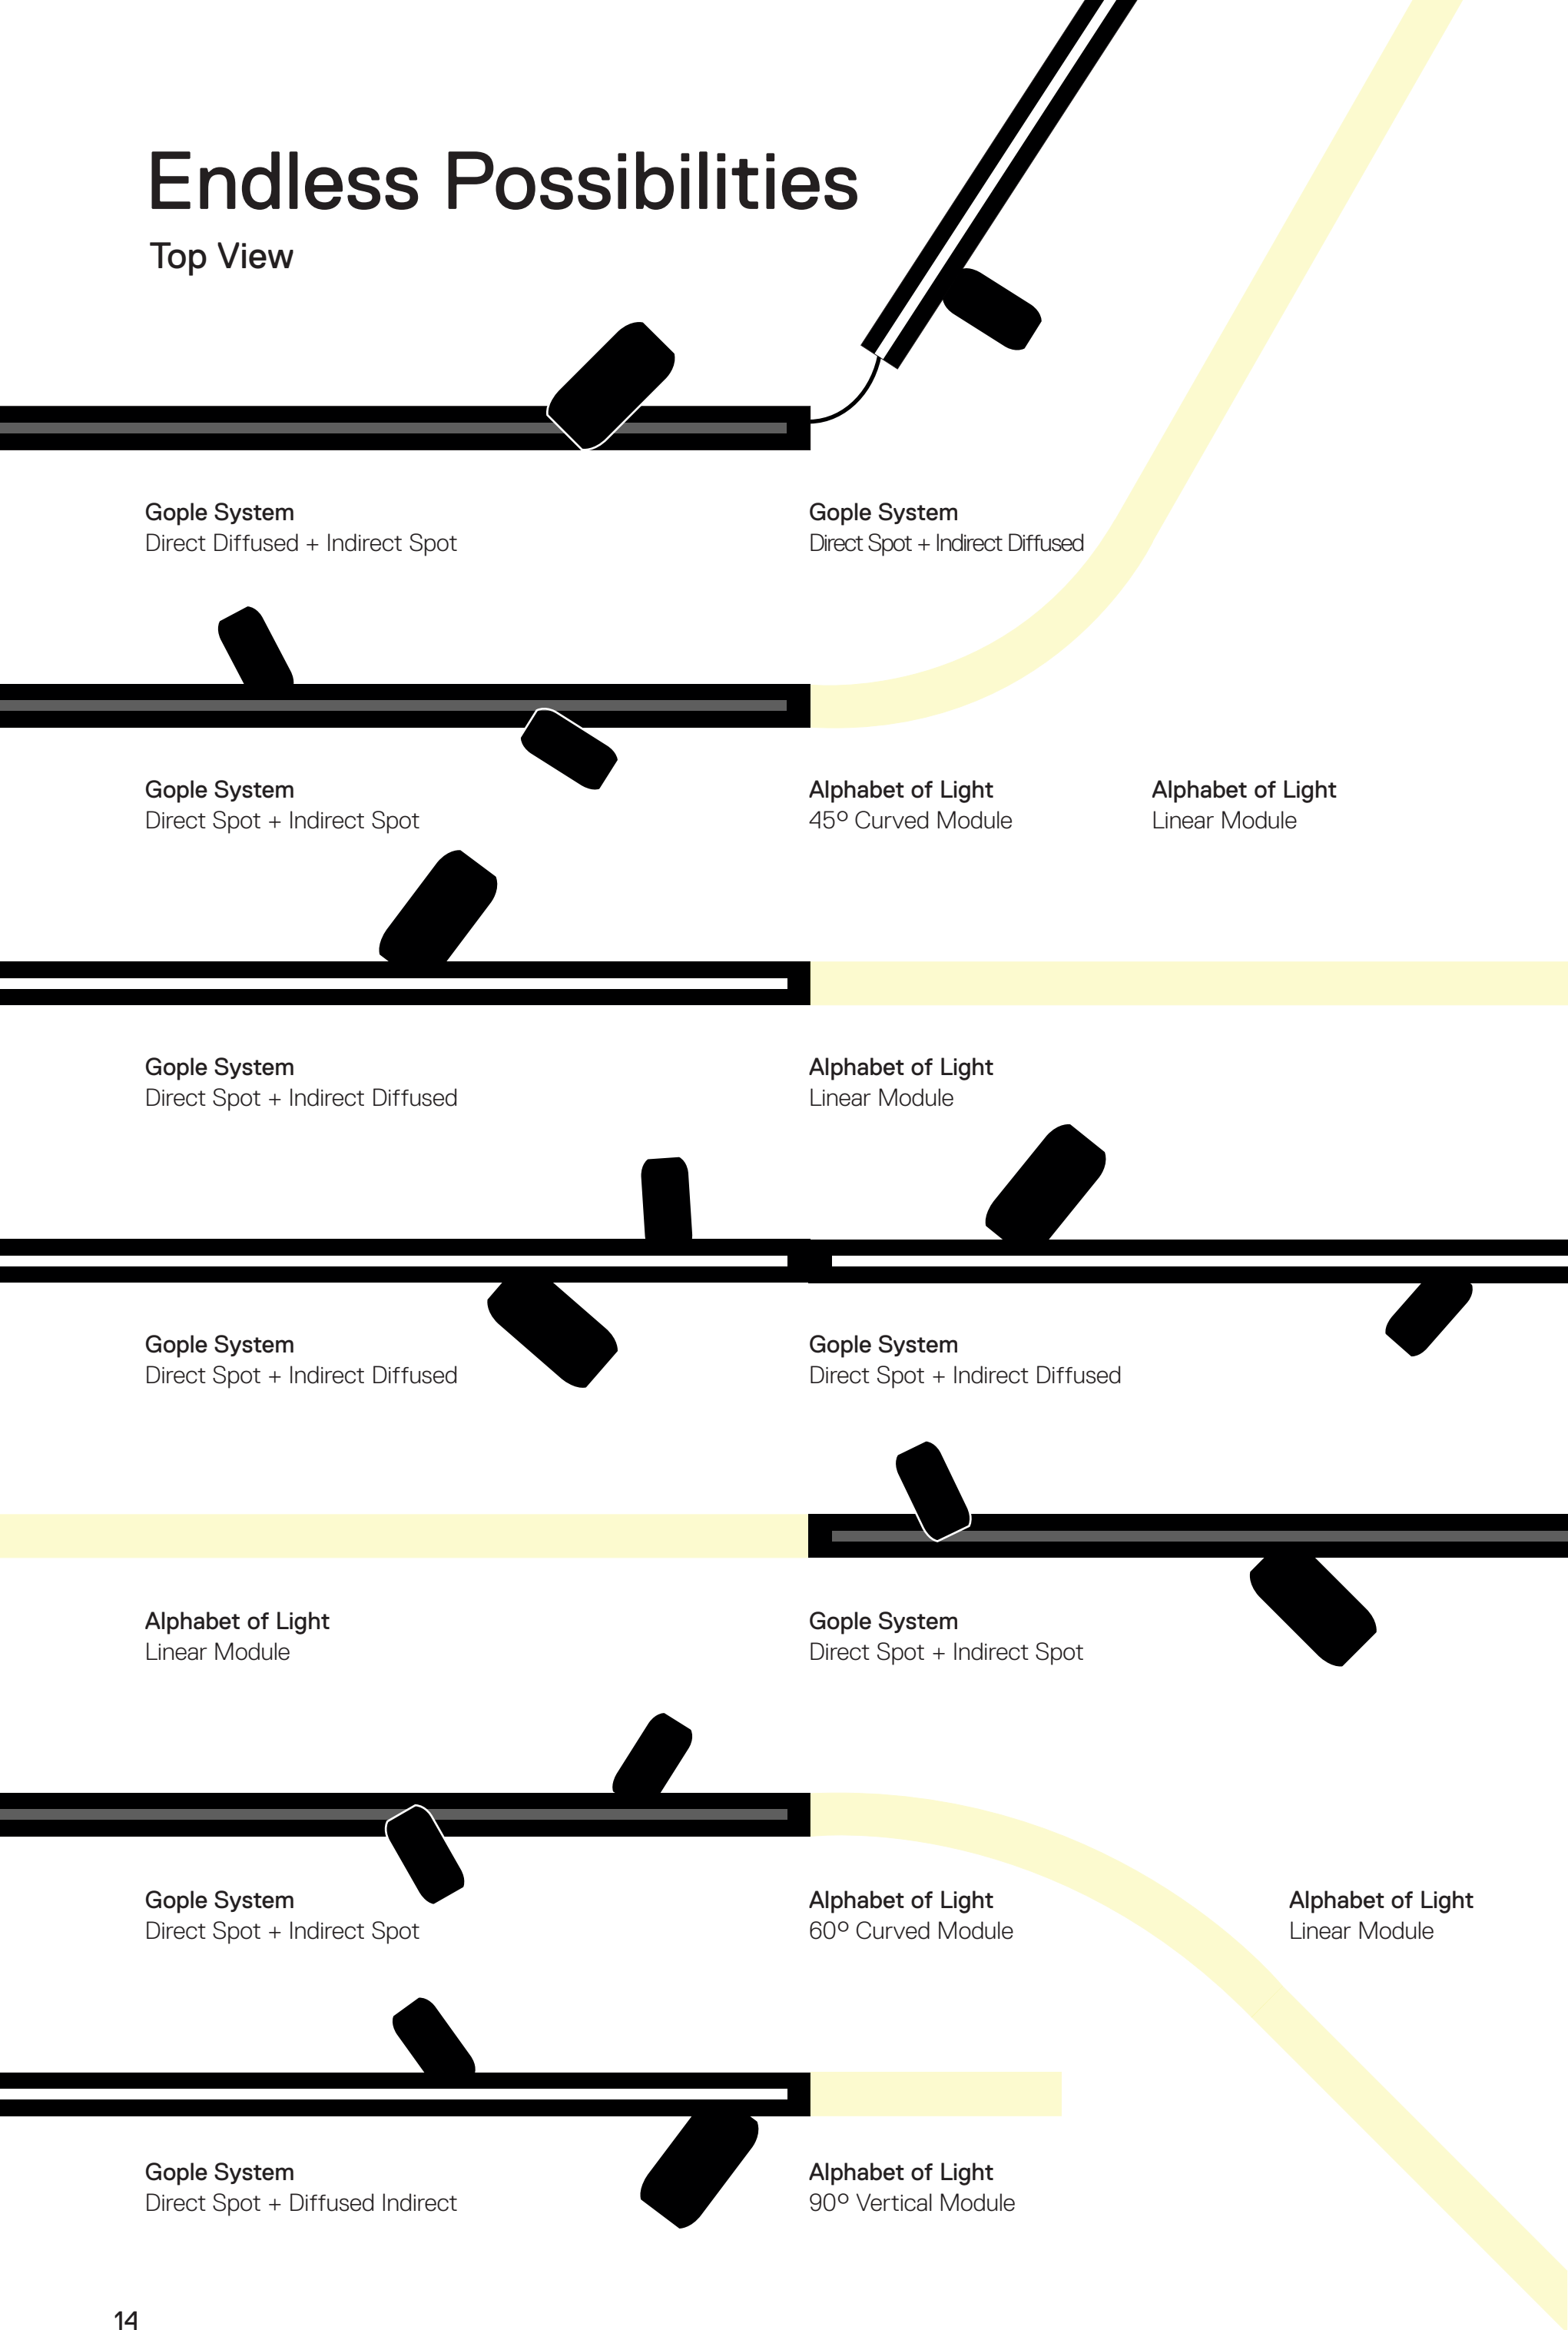 Endless Possibilities
Top View
Gople System
Direct Diffused + Indirect Spot
Gople System
Direct Spot + Indirect Diffused
Gople System
Direct Spot + Indirect Spot
Alphabet of Light
45º Curved Module
Alphabet of Light
Linear Module
Gople System
Direct Spot + Indirect Diffused
Alphabet of Light
Linear Module
Gople System
Direct Spot + Indirect Diffused
Gople System
Direct Spot + Indirect Diffused
Alphabet of Light
Linear Module
Gople System
Direct Spot + Indirect Spot
Gople System
Direct Spot + Indirect Spot
Alphabet of Light
60º Curved Module
Alphabet of Light
Linear Module
Gople System
Direct Spot + Diffused Indirect
Alphabet of Light
90º Vertical Module
14